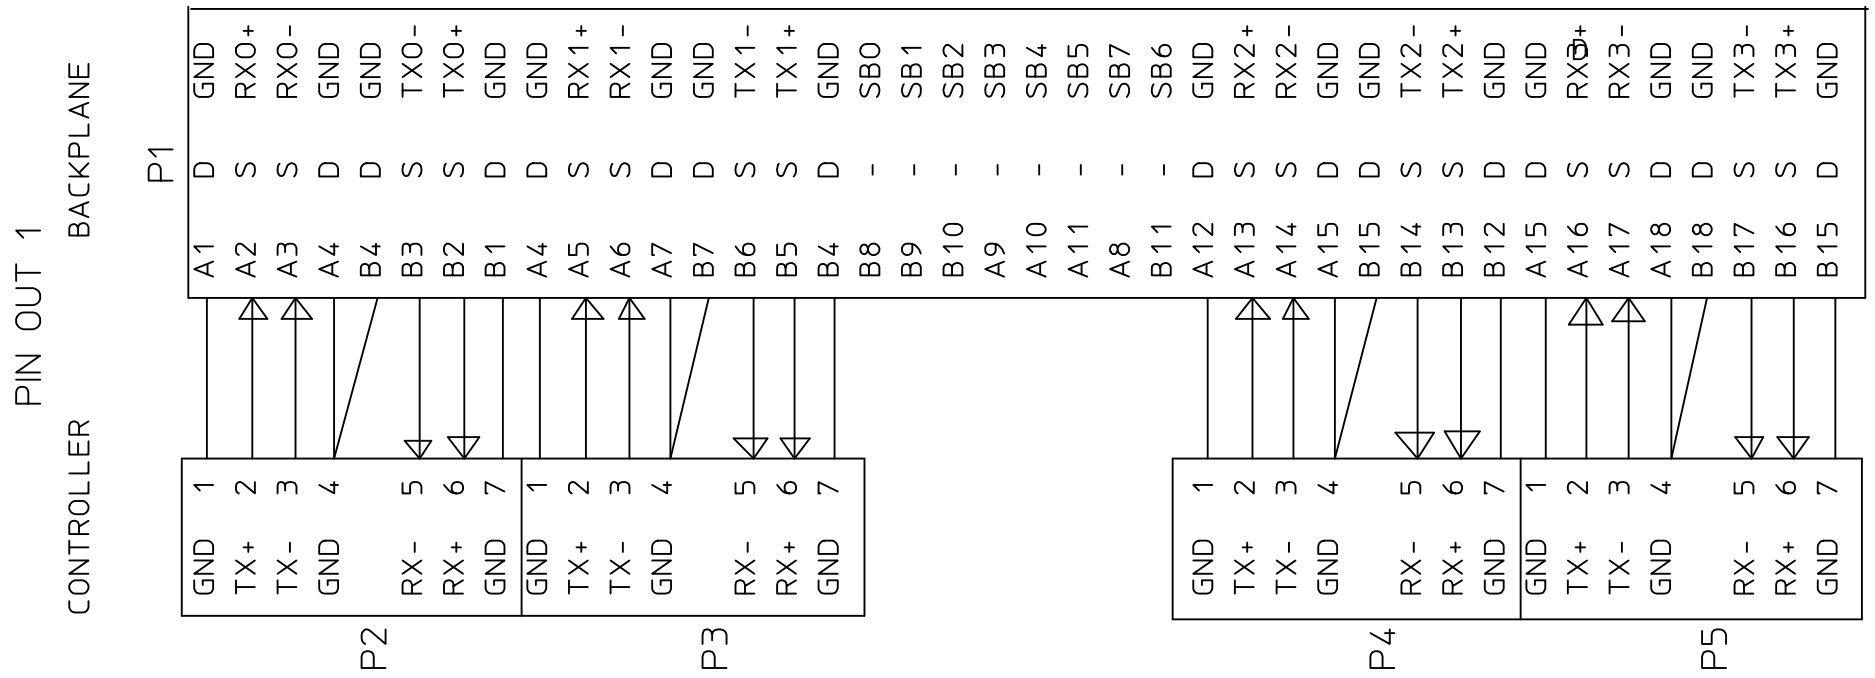 PIN OUT 1
CONTROLLER BACKPLANE
P1
GND 1 A1 D GND
TX+ 2 A2 S RX0+
TX- 3 A3 S RX0-
GND 4 A4 D GND
P2 B4 D GND
RX- 5 B3 S TX0-
RX+ 6 B2 S TX0+
GND 7 B1 D GND
GND 1 A4 D GND
TX+ 2 A5 S RX1+
TX- 3 A6 S RX1-
GND 4 A7 D GND
P3 B7 D GND
RX- 5 B6 S TX1-
RX+ 6 B5 S TX1+
GND 7 B4 D GND
B8 - SB0
B9 - SB1
B10 - SB2
A9 - SB3
A10 - SB4
A11 - SB5
A8 - SB7
B11 - SB6
GND 1 A12 D GND
TX+ 2 A13 S RX2+
TX- 3 A14 S RX2-
GND 4 A15 D GND
P4 B15 D GND
RX- 5 B14 S TX2-
RX+ 6 B13 S TX2+
GND 7 B12 D GND
GND 1 A15 D GND
TX+ 2 A16 S RX3+
TX- 3 A17 S RX3-
GND 4 A18 D GND
P5 B18 D GND
RX- 5 B17 S TX3-
RX+ 6 B16 S TX3+
GND 7 B15 D GND